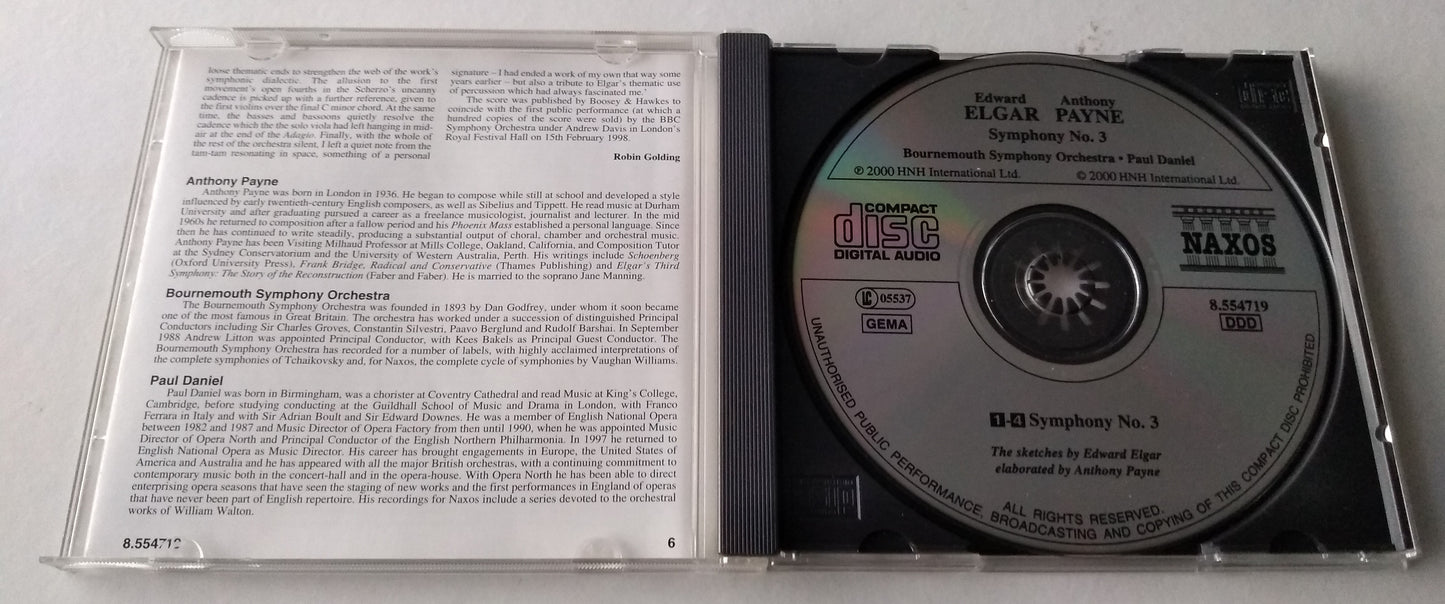 loose thematic ends to strengthen the web of the work's
symphonic dialectic. The allusion to the first
movement's open fourths in the Scherzo's uncanny
cadence is picked up with a further reference, given to
the first violins over the final C minor chord. At the same
time, the basses and bassoons quietly resolve the
cadence which the the solo viola had left hanging in mid-
air at the end of the Adagio. Finally, with the whole of
the rest of the orchestra silent, I left a quiet note from the
tam-tam resonating in space, something of a personal
signature – I had ended a work of my own that way some
years earlier – but also a tribute to Elgar's thematic use
of percussion which had always fascinated me.'
The score was published by Boosey & Hawkes to
coincide with the first public performance (at which a
hundred copies of the score were sold) by the BBC
Symphony Orchestra under Andrew Davis in London's
Royal Festival Hall on 15th February 1998.
Robin Golding
Anthony Payne
Anthony Payne was born in London in 1936. He began to compose while still at school and developed a style
influenced by early twentieth-century English composers, as well as Sibelius and Tippett. He read music at Durham
University and after graduating pursued a career as a freelance musicologist, journalist and lecturer. In the mid
1960s he returned to composition after a fallow period and his Phoenix Mass established a personal language. Since
then he has continued to write steadily, producing a substantial output of choral, chamber and orchestral music.
Anthony Payne has been Visiting Milhaud Professor at Mills College, Oakland, California, and Composition Tutor
at the Sydney Conservatorium and the University of Western Australia, Perth. His writings include Schoenberg
(Oxford University Press), Frank Bridge, Radical and Conservative (Thames Publishing) and Elgar's Third
Symphony: The Story of the Reconstruction (Faber and Faber). He is married to the soprano Jane Manning.
Bournemouth Symphony Orchestra
The Bournemouth Symphony Orchestra was founded in 1893 by Dan Godfrey, under whom it soon became
one of the most famous in Great Britain. The orchestra has worked under a succession of distinguished Principal
Conductors including Sir Charles Groves, Constantin Silvestri, Paavo Berglund and Rudolf Barshai. In September
1988 Andrew Litton was appointed Principal Conductor, with Kees Bakels as Principal Guest Conductor. The
Bournemouth Symphony Orchestra has recorded for a number of labels, with highly acclaimed interpretations of
the complete symphonies of Tchaikovsky and, for Naxos, the complete cycle of symphonies by Vaughan Williams.
Paul Daniel
Paul Daniel was born in Birmingham, was a chorister at Coventry Cathedral and read Music at King's College,
Cambridge, before studying conducting at the Guildhall School of Music and Drama in London, with Franco
Ferrara in Italy and with Sir Adrian Boult and Sir Edward Downes. He was a member of English National Opera
between 1982 and 1987 and Music Director of Opera Factory from then until 1990, when he was appointed Music
Director of Opera North and Principal Conductor of the English Northern Philharmonia. In 1997 he returned to
English National Opera as Music Director. His career has brought engagements in Europe, the United States of
America and Australia and he has appeared with all the major British orchestras, with a continuing commitment to
contemporary music both in the concert-hall and in the opera-house. With Opera North he has been able to direct
enterprising opera seasons that have seen the staging of new works and the first performances in England of operas
that have never been part of English repertoire. His recordings for Naxos include a series devoted to the orchestral
works of William Walton.
8.554719
6
Edward Anthony
ELGAR PAYNE
Symphony No. 3
Bournemouth Symphony Orchestra • Paul Daniel
℗ 2000 HNH International Ltd. © 2000 HNH International Ltd.
COMPACT
disc
DIGITAL AUDIO
NAXOS
LC 05537
GEMA
8.554719
DDD
1-4 Symphony No. 3
The sketches by Edward Elgar
elaborated by Anthony Payne
ALL RIGHTS RESERVED.
UNAUTHORISED PUBLIC PERFORMANCE, BROADCASTING AND COPYING OF THIS COMPACT DISC PROHIBITED
disc